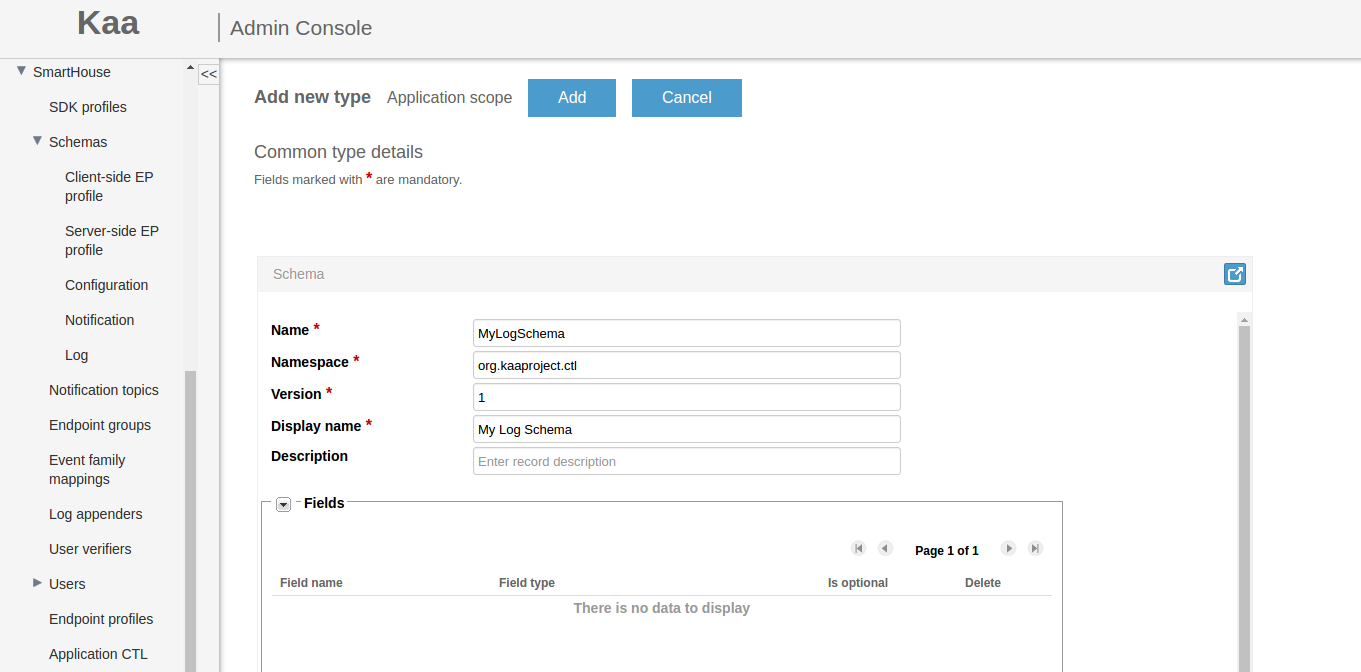 Kaa
Admin Console
SmartHouse
SDK profiles
Schemas
Client-side EP
profile
Server-side EP
profile
Configuration
Notification
Log
Notification topics
Endpoint groups
Event family
mappings
Log appenders
User verifiers
Users
Endpoint profiles
Application CTL
<<
Add new type Application scope Add Cancel
Common type details
Fields marked with * are mandatory.
Schema
Name * MyLogSchema
Namespace * org.kaaproject.ctl
Version * 1
Display name * My Log Schema
Description Enter record description
Fields
Page 1 of 1
Field name Field type Is optional Delete
There is no data to display